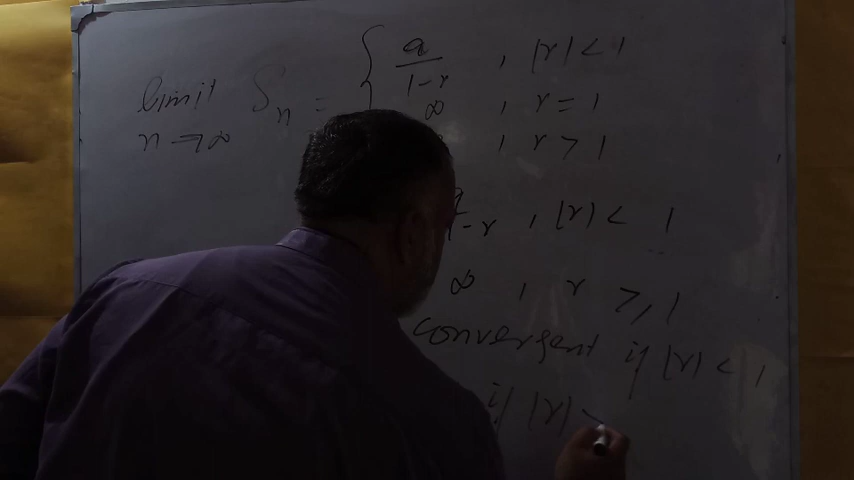 limit Sn = { a/1-r , |r| < 1
n→∞ ∞ , r = 1
, r > 1
1-r , |r| < 1
∞ , r >, 1
convergent if |r| < 1,
if |r| >